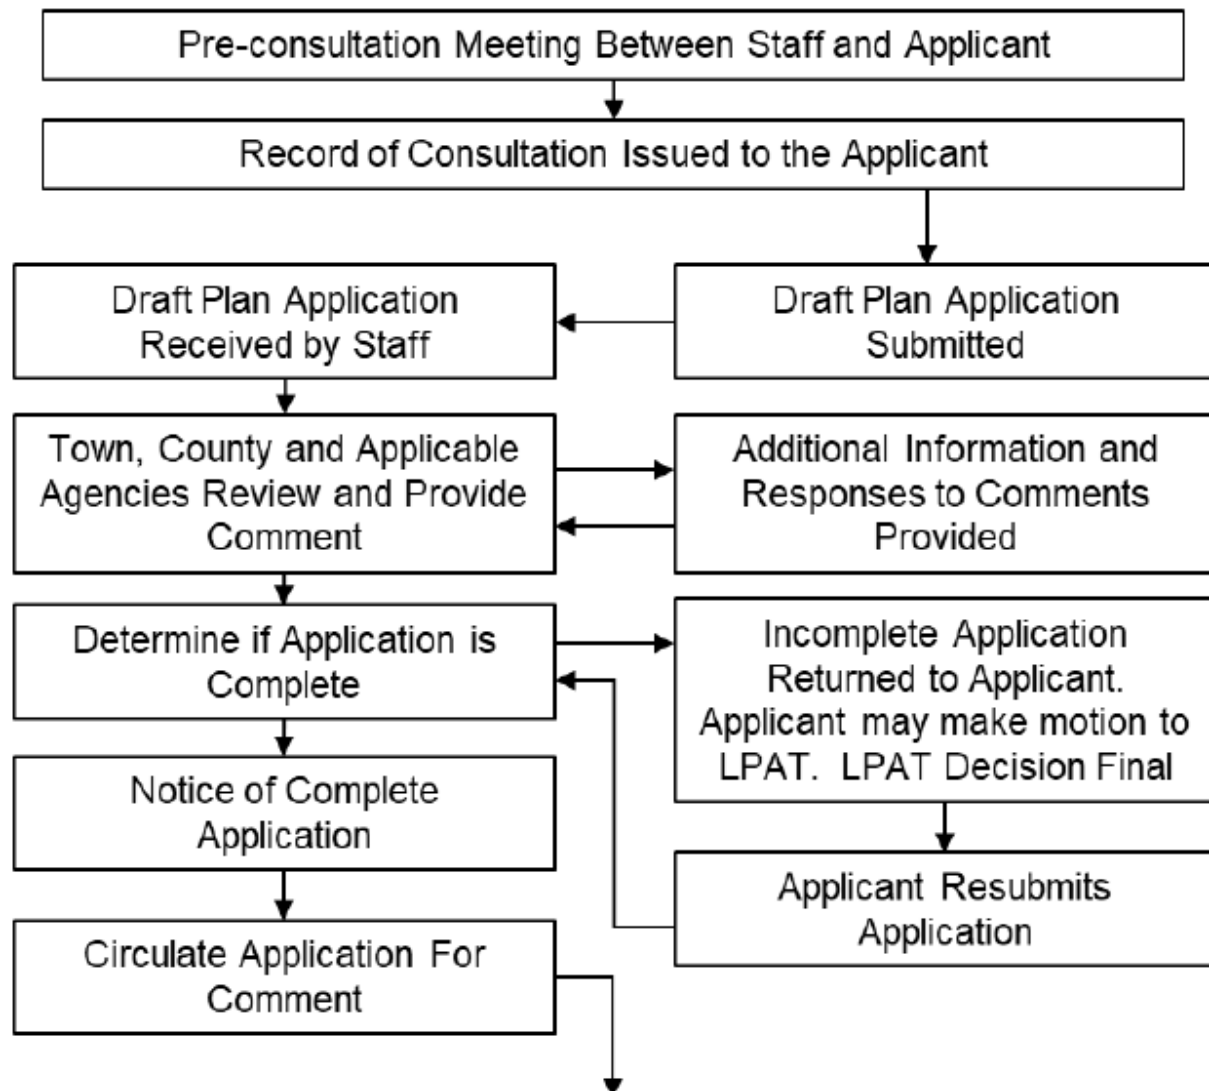 Pre-consultation Meeting Between Staff and Applicant
Record of Consultation Issued to the Applicant
Draft Plan Application
Received by Staff
Draft Plan Application
Submitted
Town, County and Applicable
Agencies Review and Provide
Comment
Additional Information and
Responses to Comments
Provided
Determine if Application is
Complete
Incomplete Application
Returned to Applicant.
Applicant may make motion to
LPAT. LPAT Decision Final
Notice of Complete
Application
Applicant Resubmits
Application
Circulate Application For
Comment